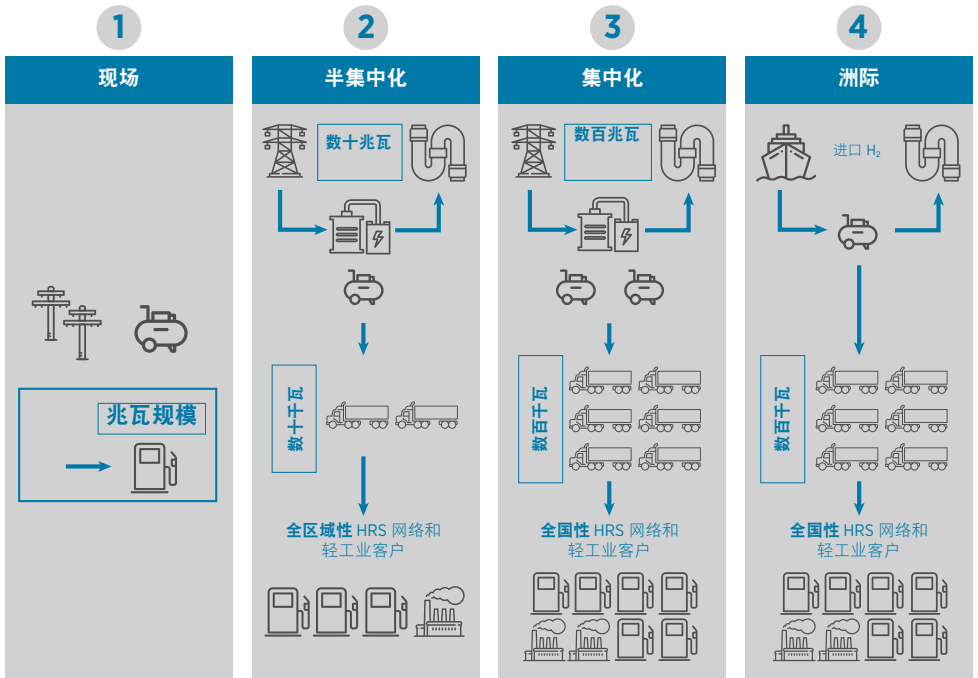 1
现场
兆瓦规模
2
半集中化
数十兆瓦
数十千瓦
全区域性 HRS 网络和
轻工业客户
3
集中化
数百兆瓦
数百千瓦
全国性 HRS 网络和
轻工业客户
4
洲际
进口 H₂
数百千瓦
全国性 HRS 网络和
轻工业客户